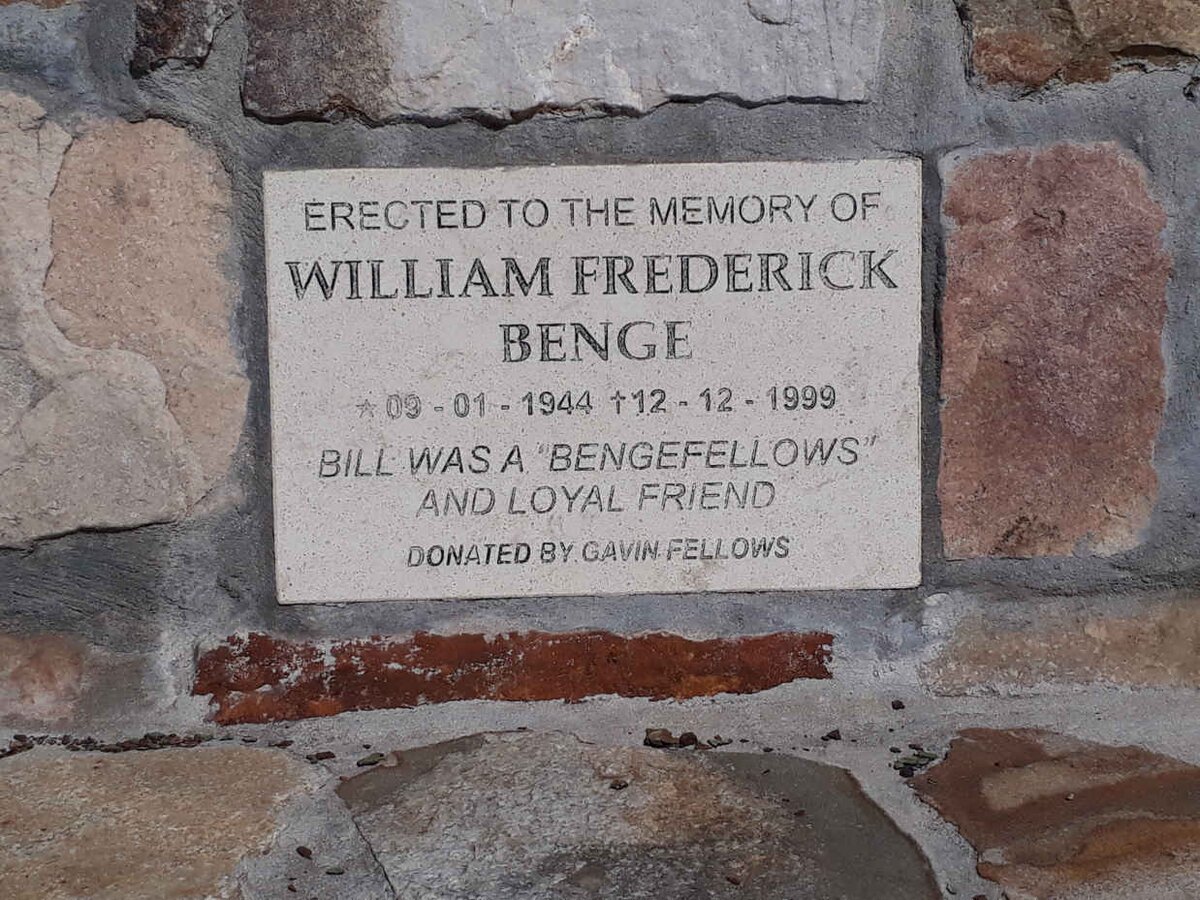 ERECTED TO THE MEMORY OF
WILLIAM FREDERICK
BENGE
☆ 09 - 01 - 1944 †12 - 12 - 1999
BILL WAS A "BENGEFELLOWS"
AND LOYAL FRIEND
DONATED BY GAVIN FELLOWS